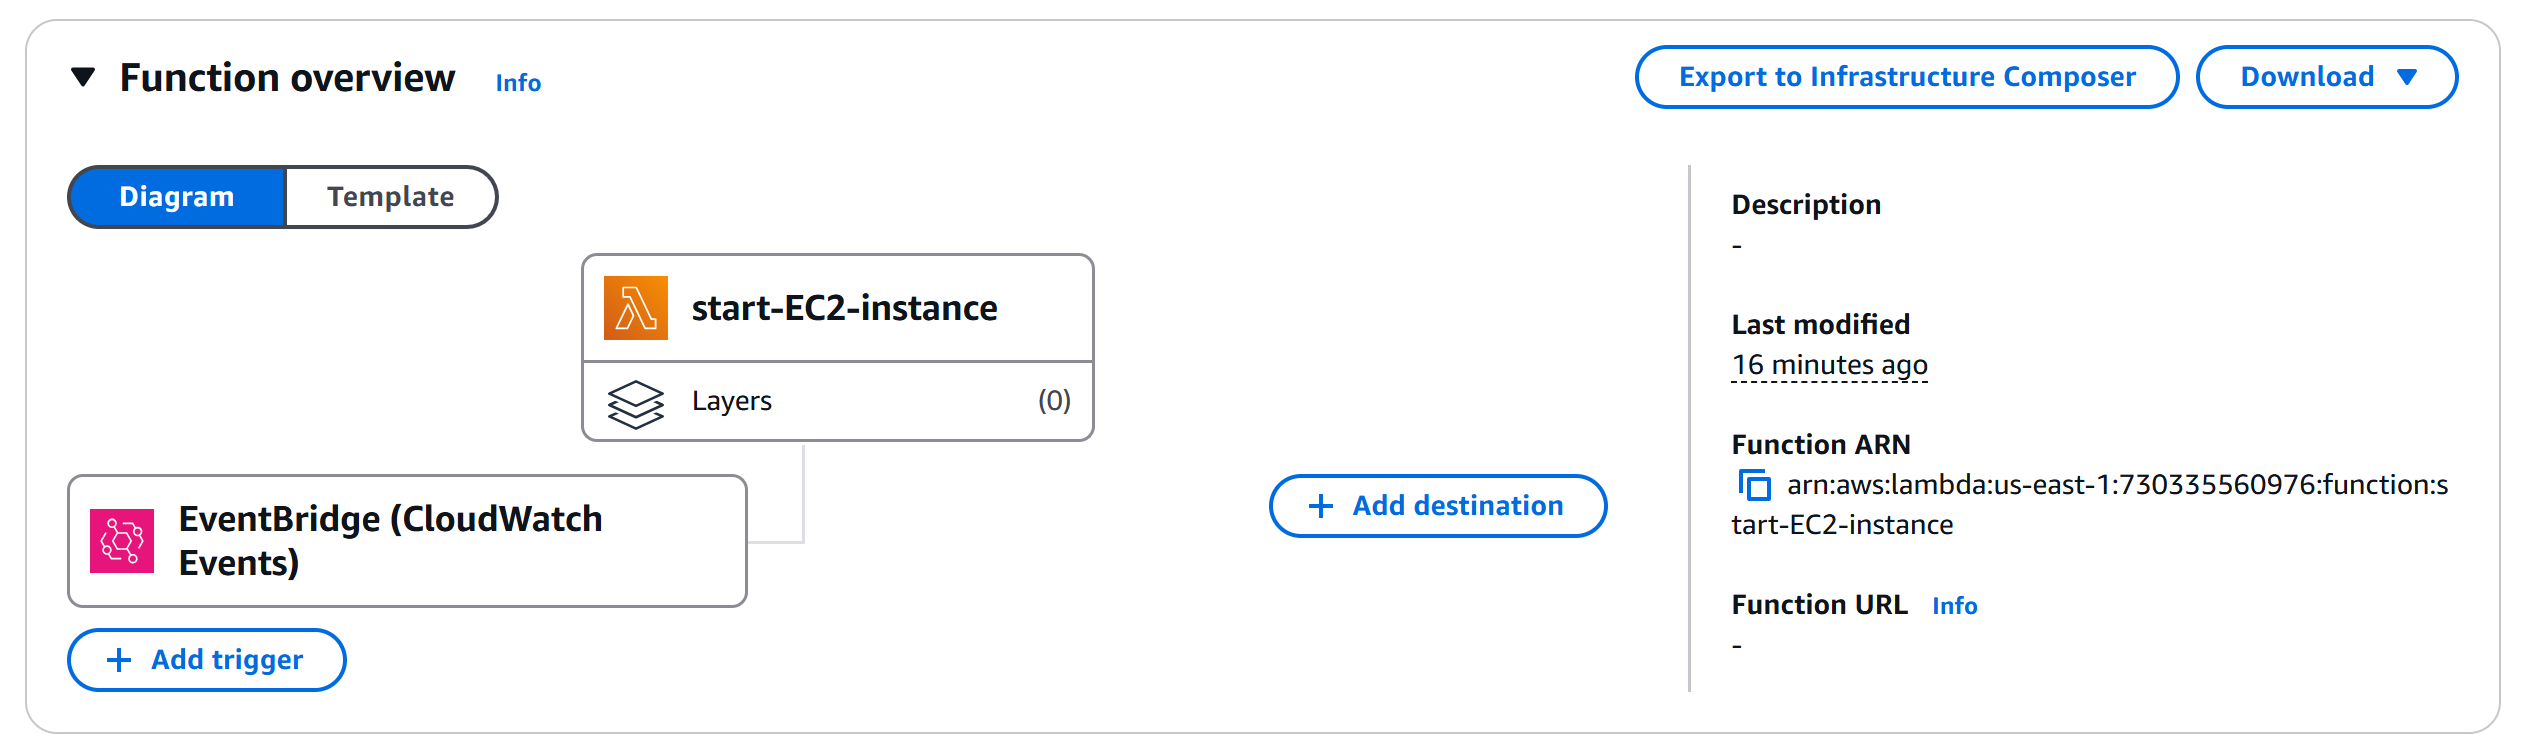 Function overview Info
Export to Infrastructure Composer
Download
Diagram
Template
start-EC2-instance
Layers (0)
EventBridge (CloudWatch
Events)
+ Add trigger
+ Add destination
Description
-
Last modified
16 minutes ago
Function ARN
arn:aws:lambda:us-east-1:730335560976:function:s
tart-EC2-instance
Function URL Info
-